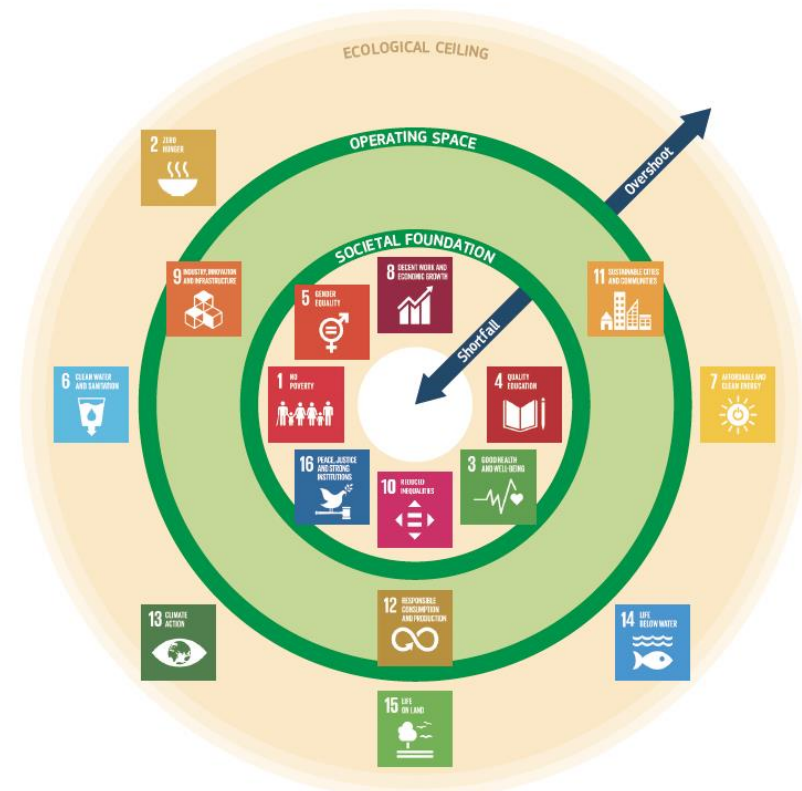 ECOLOGICAL CEILING
OPERATING SPACE
Overshoot
2 ZERO
HUNGER
SOCIETAL FOUNDATION
Shortfall
9 INDUSTRY, INNOVATION
AND INFRASTRUCTURE
5 GENDER
EQUALITY
8 DECENT WORK AND
ECONOMIC GROWTH
11 SUSTAINABLE CITIES
AND COMMUNITIES
6 CLEAN WATER
AND SANITATION
1 NO
POVERTY
4 QUALITY
EDUCATION
7 AFFORDABLE AND
CLEAN ENERGY
16 PEACE, JUSTICE
AND STRONG
INSTITUTIONS
10 REDUCED
INEQUALITIES
3 GOOD HEALTH
AND WELL-BEING
13 CLIMATE
ACTION
12 RESPONSIBLE
CONSUMPTION
AND PRODUCTION
14 LIFE
BELOW WATER
15 LIFE
ON LAND